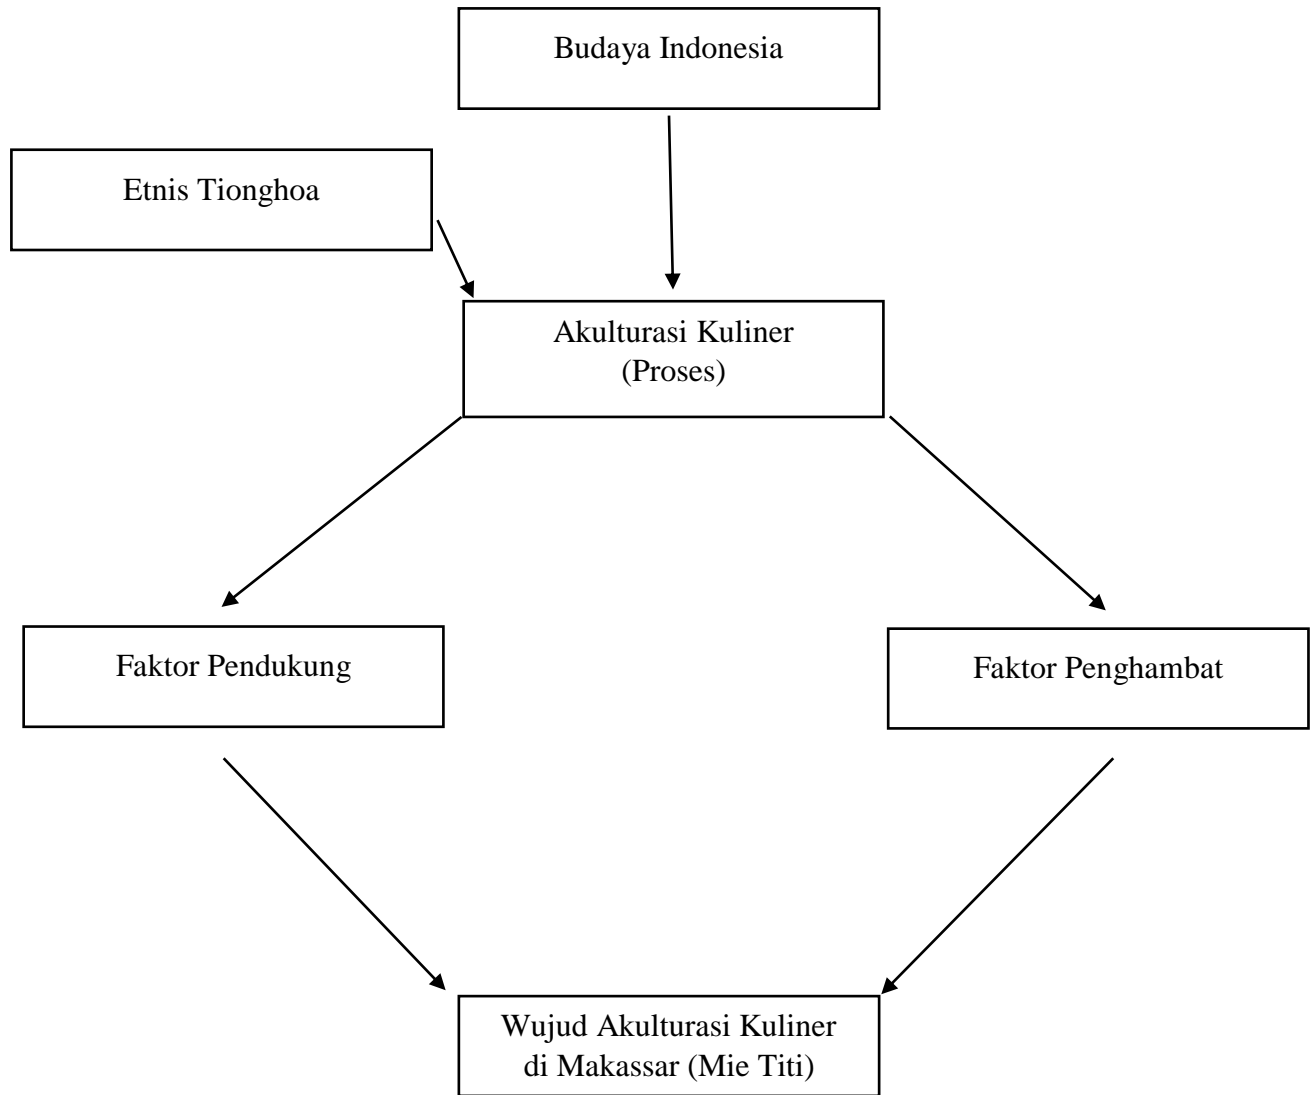 Budaya Indonesia
Etnis Tionghoa
Akulturasi Kuliner
(Proses)
Faktor Pendukung
Faktor Penghambat
Wujud Akulturasi Kuliner
di Makassar (Mie Titi)